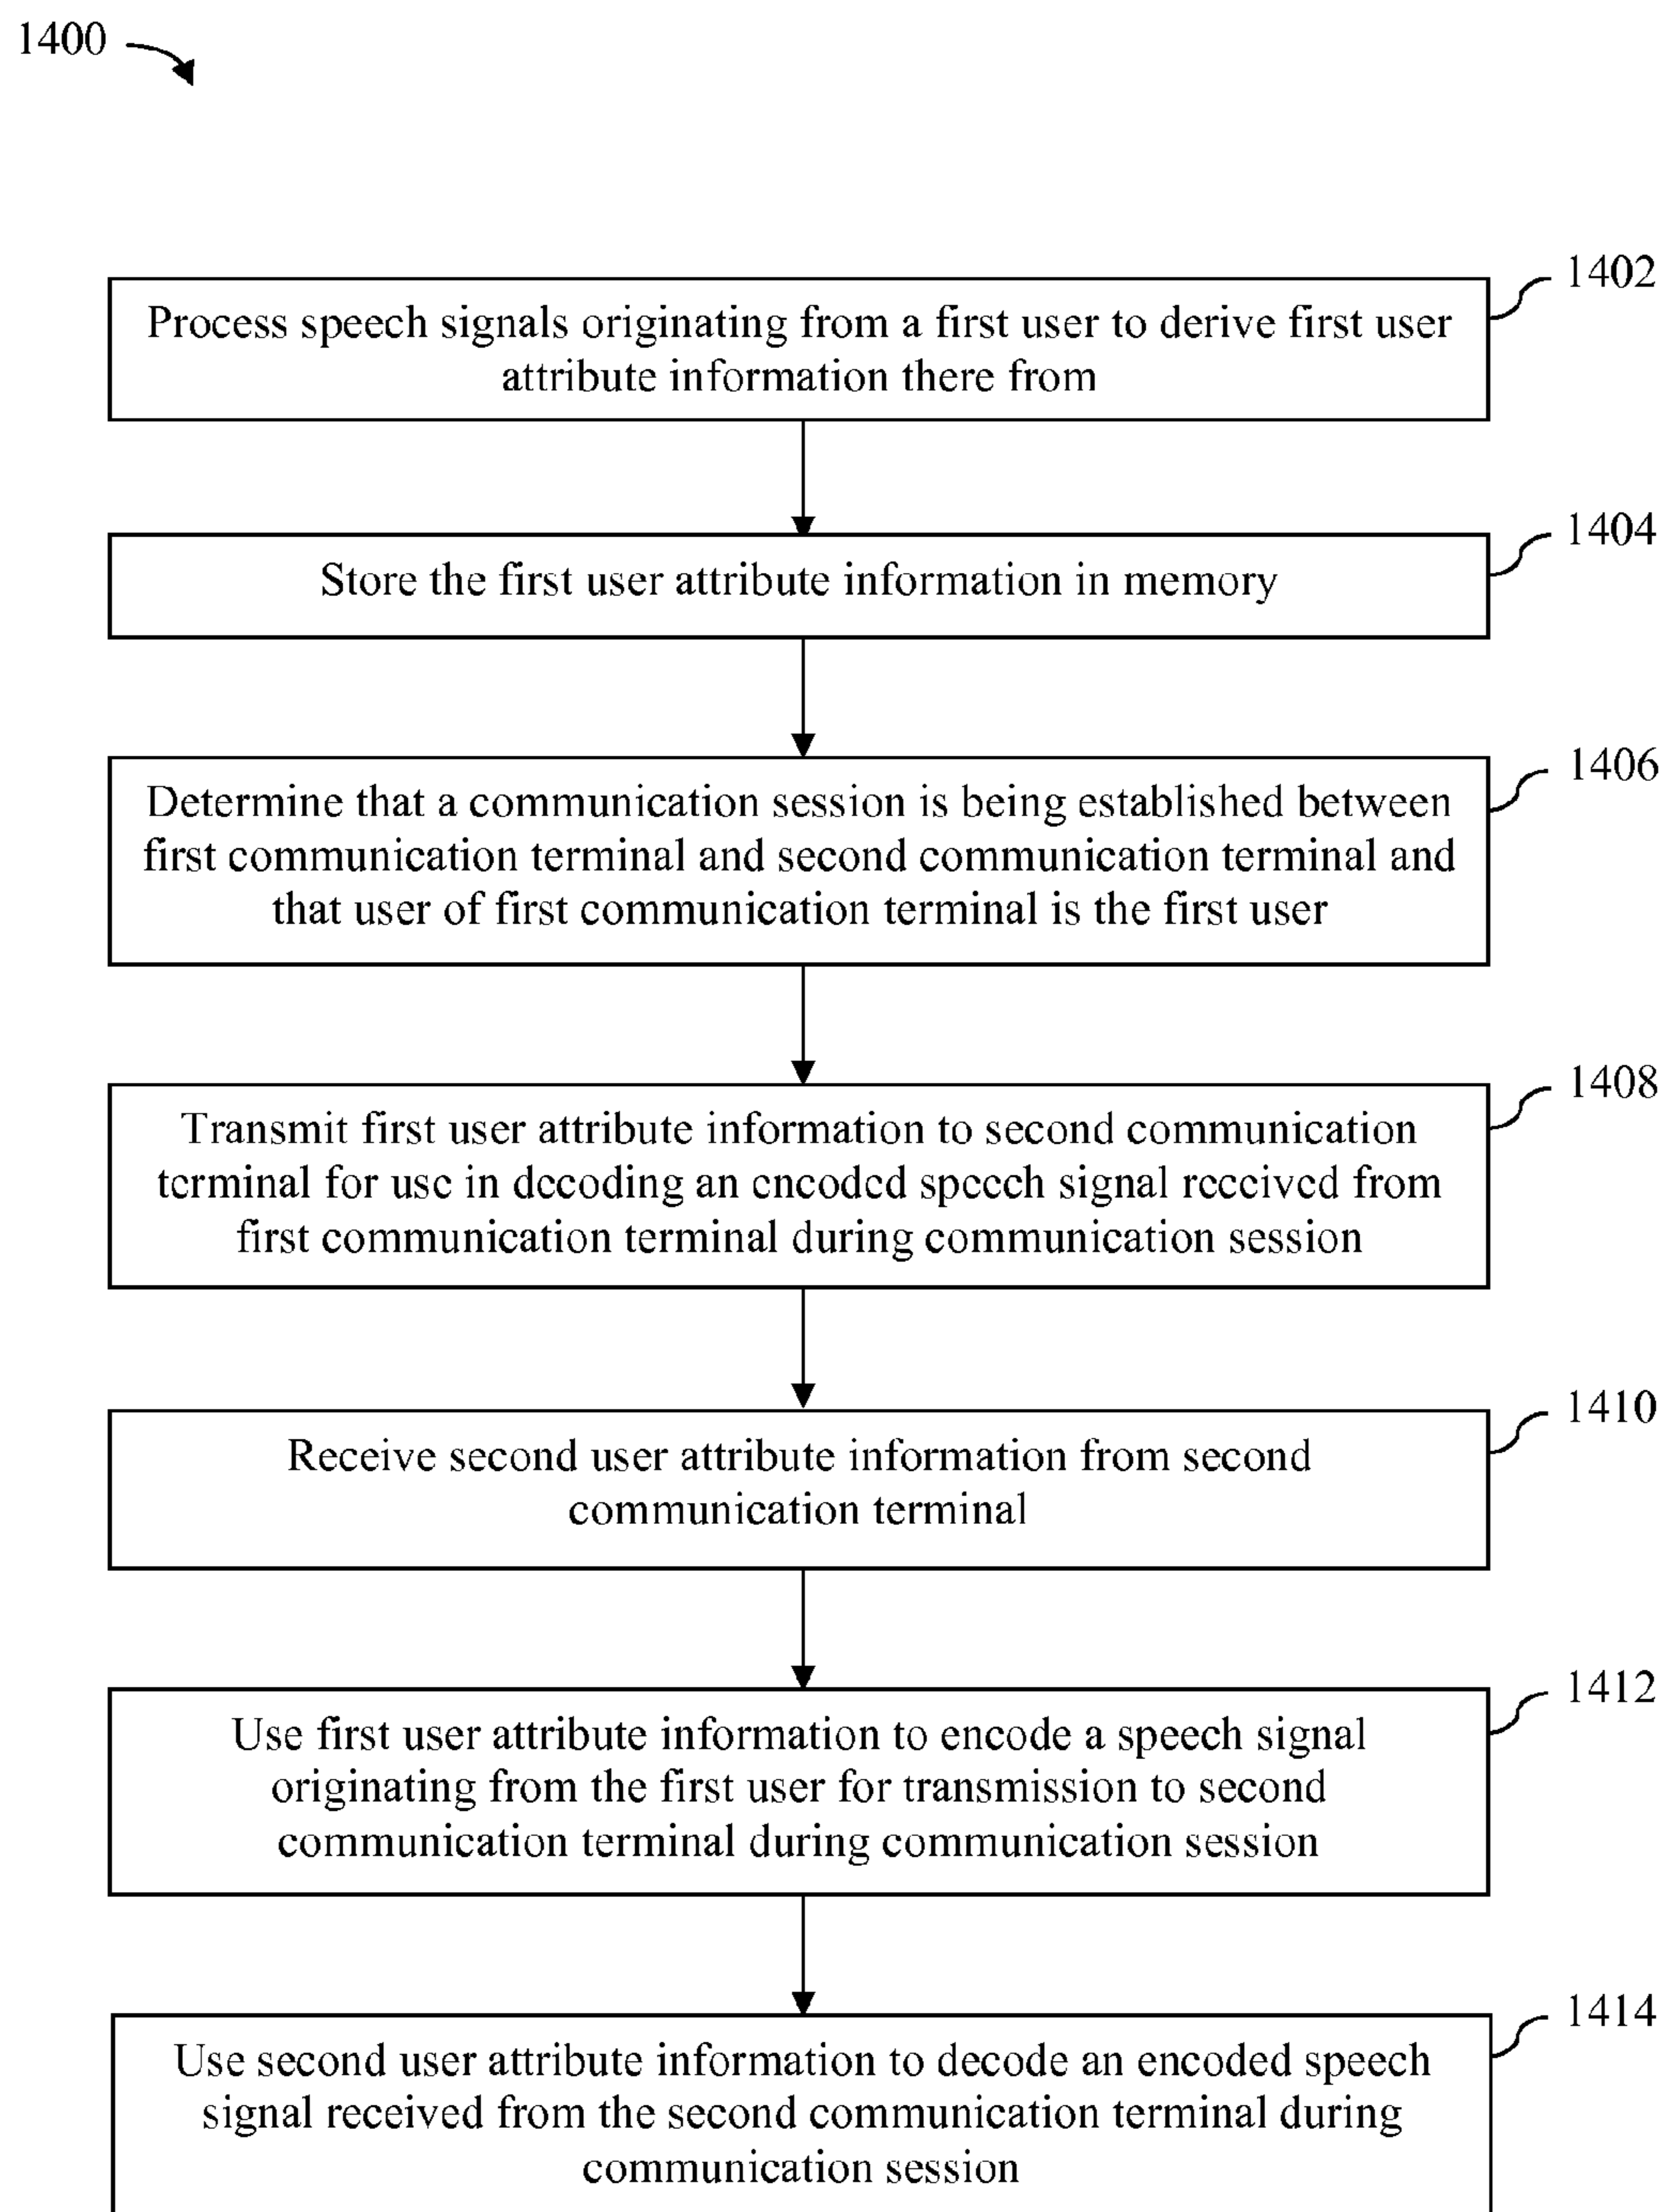 1400
1402
Process speech signals originating from a first user to derive first user
attribute information there from
1404
Store the first user attribute information in memory
1406
Determine that a communication session is being established between
first communication terminal and second communication terminal and
that user of first communication terminal is the first user
1408
Transmit first user attribute information to second communication
terminal for use in decoding an encoded speech signal received from
first communication terminal during communication session
1410
Receive second user attribute information from second
communication terminal
1412
Use first user attribute information to encode a speech signal
originating from the first user for transmission to second
communication terminal during communication session
1414
Use second user attribute information to decode an encoded speech
signal received from the second communication terminal during
communication session